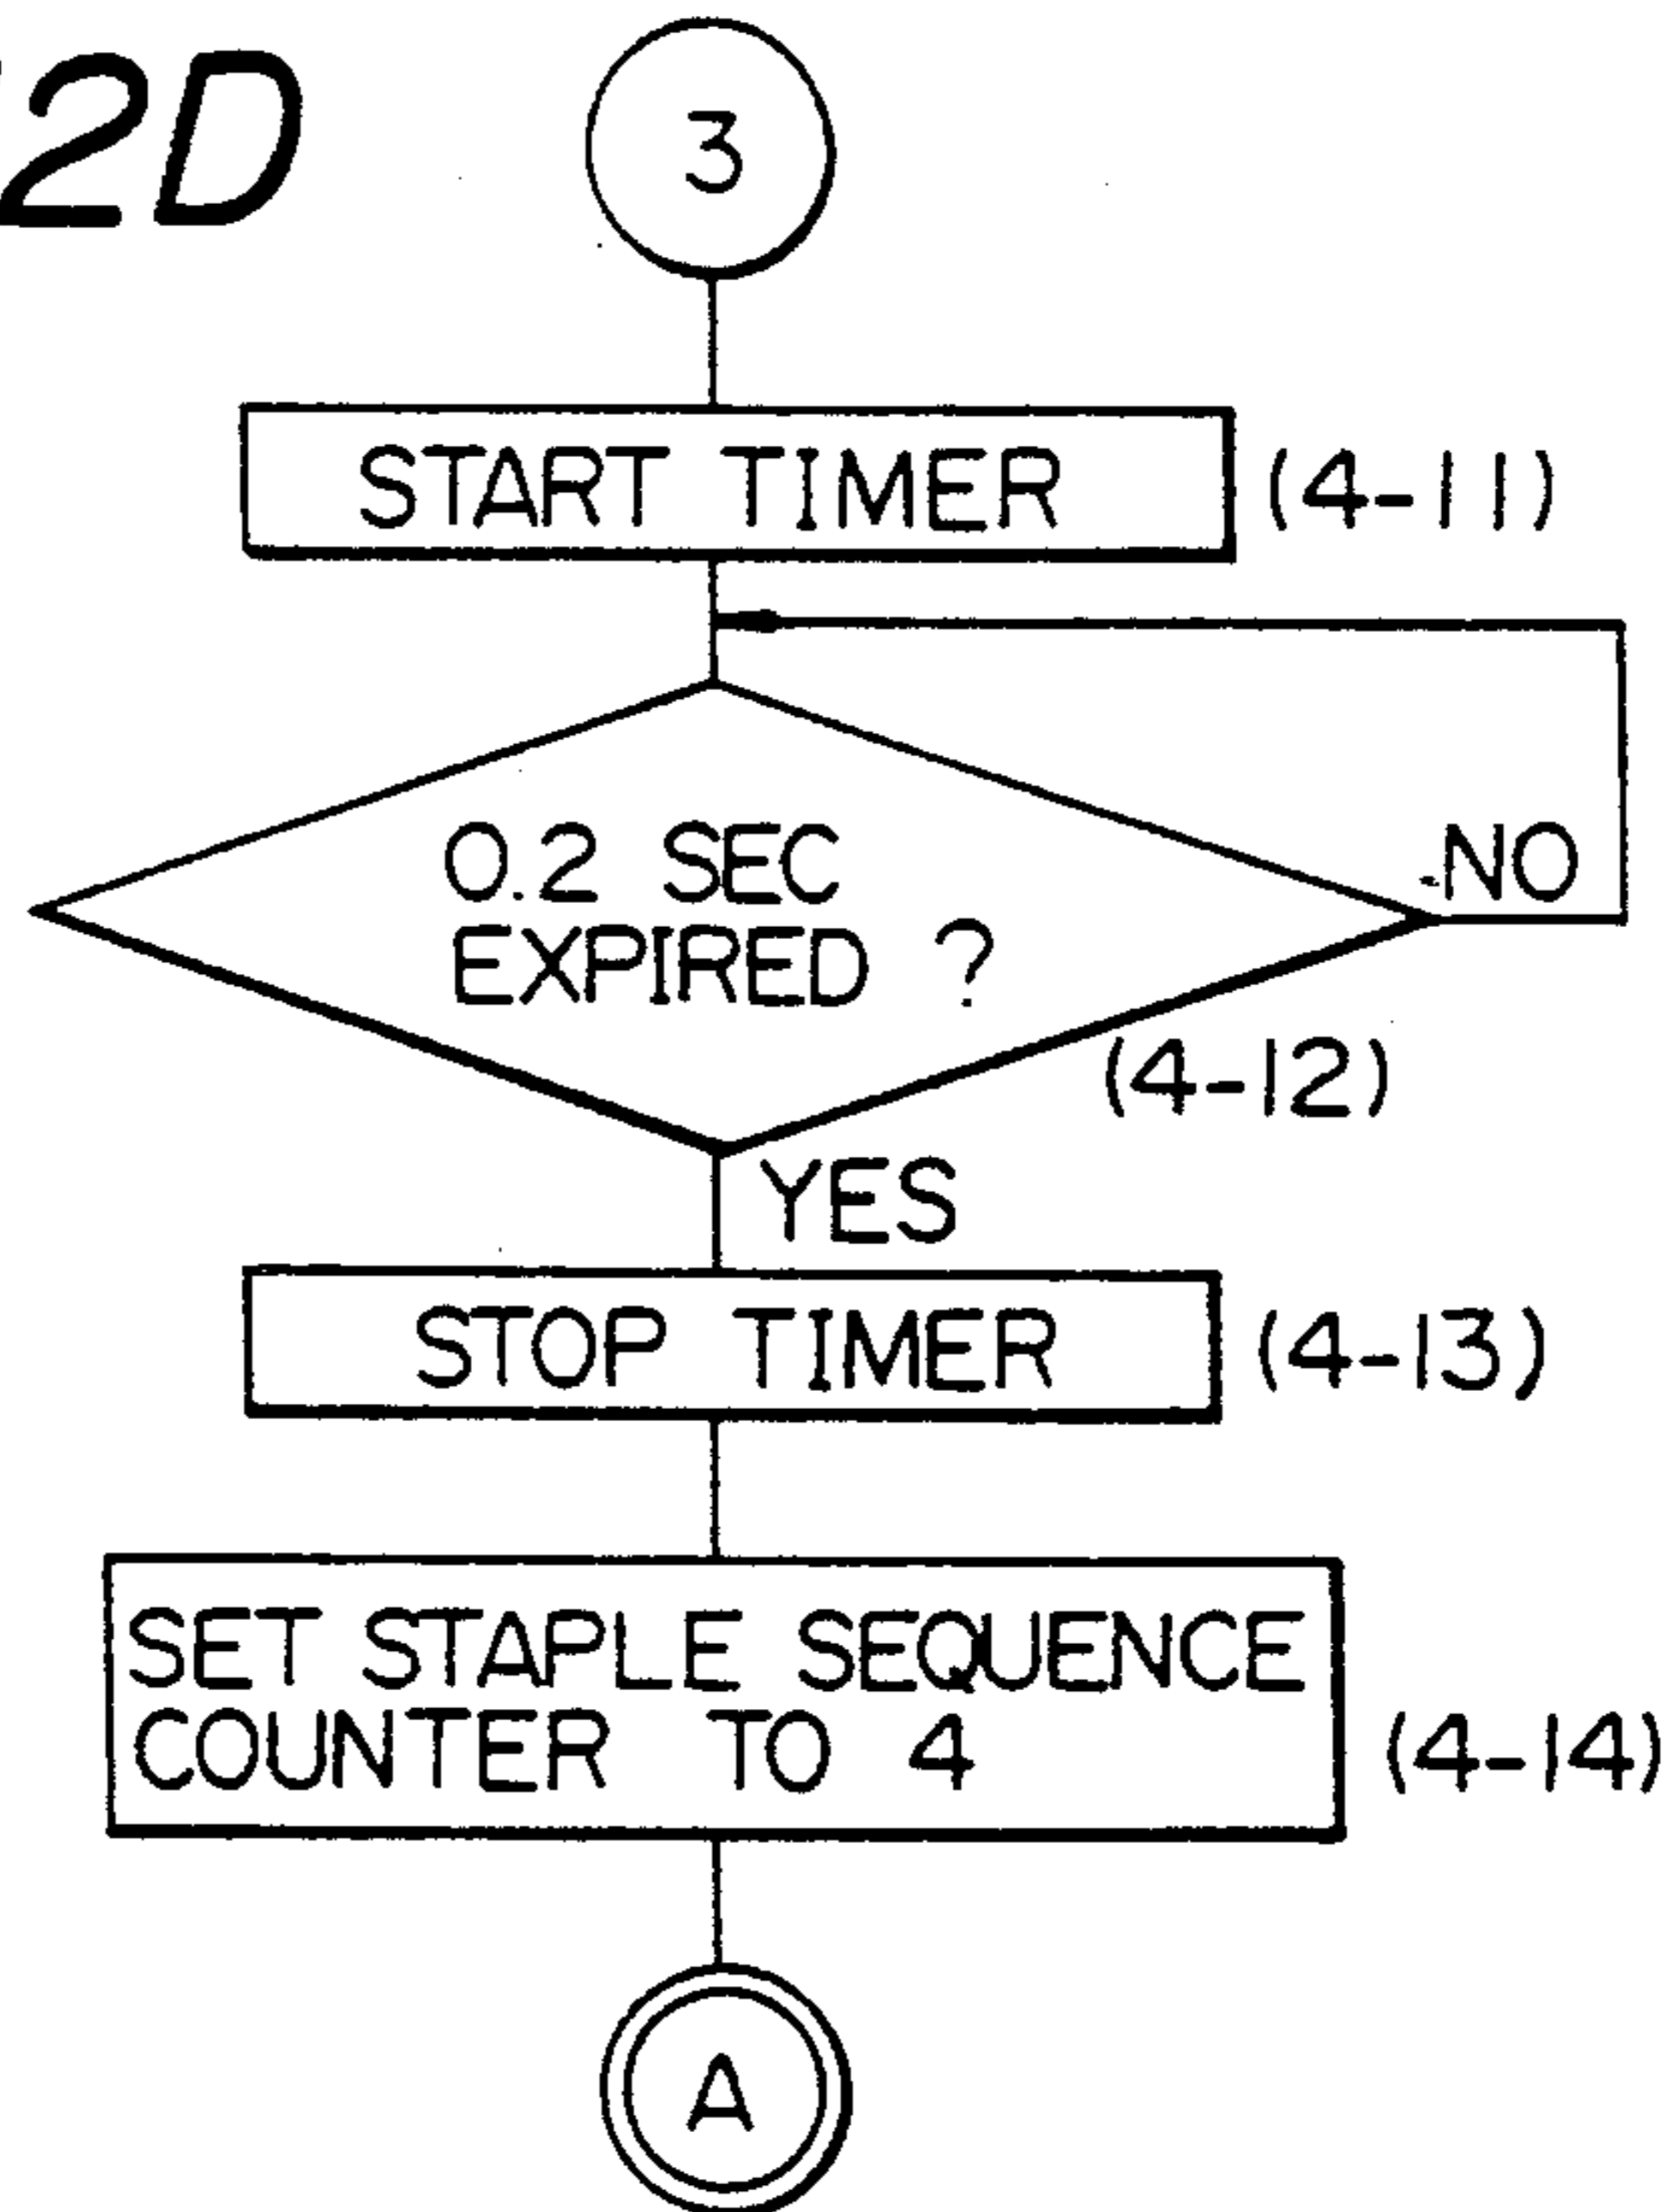 2D
3
START TIMER (4-11)
0.2 SEC
NO
EXPIRED ?
(4-12)
YES
STOP TIMER (4-13)
SET STAPLE SEQUENCE
COUNTER TO 4 (4-14)
A